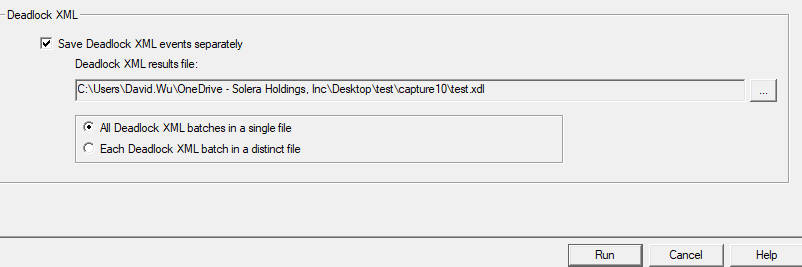 Deadlock XML
Save Deadlock XML events separately
Deadlock XML results file:
C:\Users\David.Wu\OneDrive - Solera Holdings, Inc\Desktop\test\capture10\test.xdl
...
All Deadlock XML batches in a single file
Each Deadlock XML batch in a distinct file
Run Cancel Help